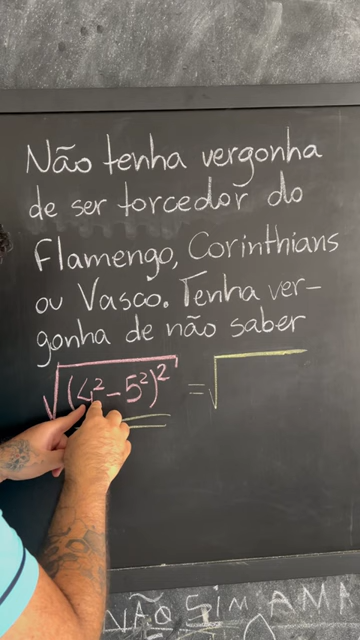 Não tenha vergonha
de ser torcedor do
Flamengo, Corinthians
ou Vasco. Tenha ver-
gonha de não saber
√(4²-5²)² = √
NÃO SIM AMA